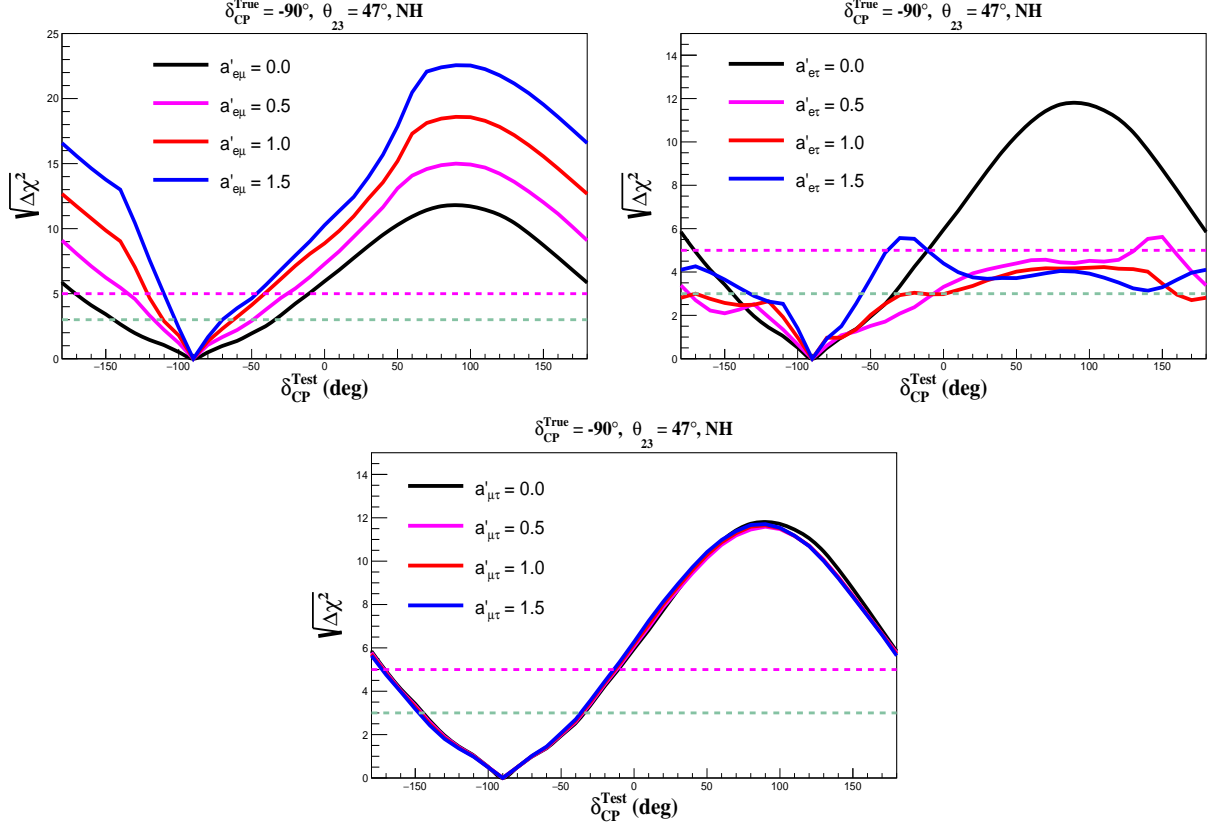 δ_CP^True = -90°, θ_23 = 47°, NH
25
20
15
10
5
0
√Δχ²
a'_eμ = 0.0
a'_eμ = 0.5
a'_eμ = 1.0
a'_eμ = 1.5
−150 −100 −50 0 50 100 150
δ_CP^Test (deg)
δ_CP^True = -90°, θ_23 = 47°, NH
14
12
10
8
6
4
2
0
√Δχ²
a'_eτ = 0.0
a'_eτ = 0.5
a'_eτ = 1.0
a'_eτ = 1.5
−150 −100 −50 0 50 100 150
δ_CP^Test (deg)
δ_CP^True = -90°, θ_23 = 47°, NH
14
12
10
8
6
4
2
0
√Δχ²
a'_μτ = 0.0
a'_μτ = 0.5
a'_μτ = 1.0
a'_μτ = 1.5
−150 −100 −50 0 50 100 150
δ_CP^Test (deg)